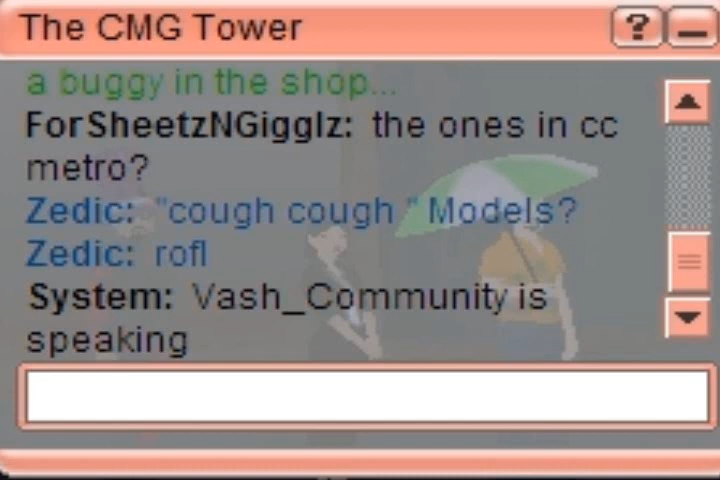 The CMG Tower
?
a buggy in the shop...
ForSheetzNGigglz: the ones in cc
metro?
Zedic: "cough cough " Models?
Zedic: rofl
System: Vash_Community is
speaking